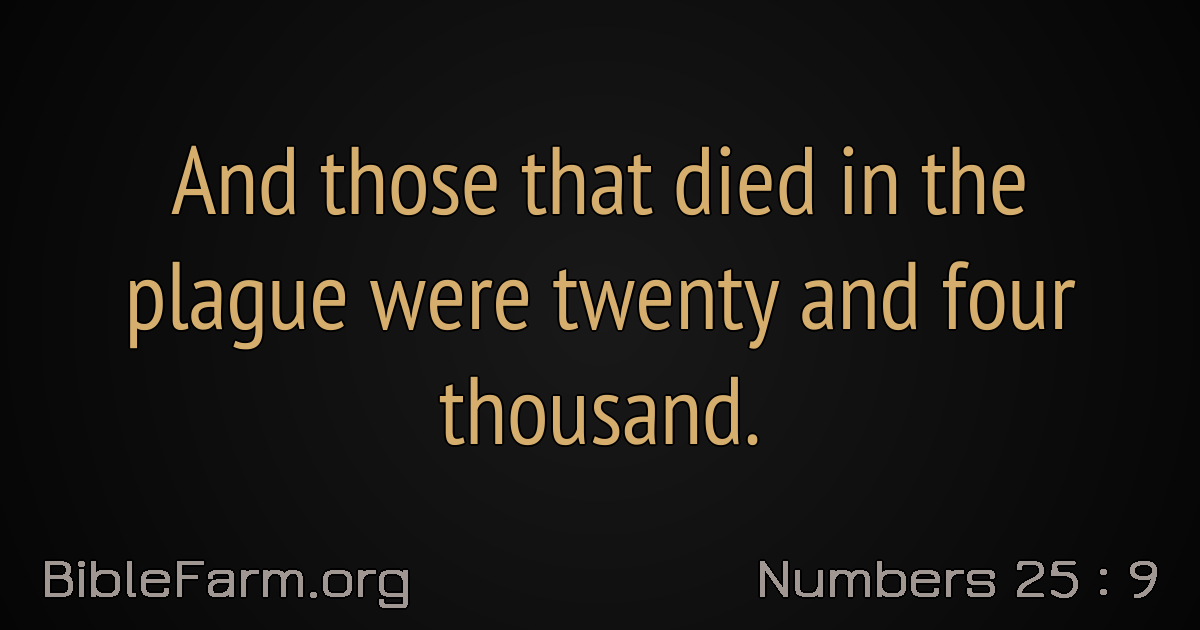 And those that died in the
plague were twenty and four
thousand.
BibleFarm.org
Numbers 25 : 9